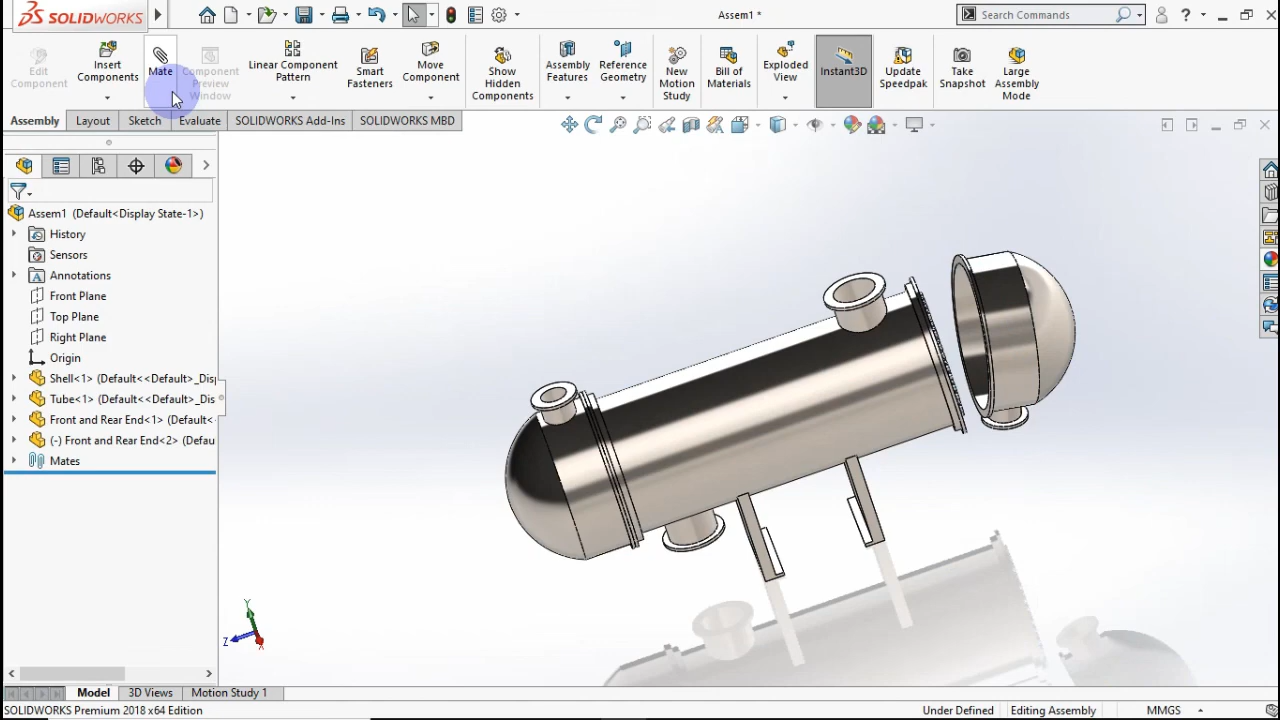 SOLIDWORKS
Assem1 *
Search Commands
Edit Component
Insert Components
Mate
Component Preview Window
Linear Component Pattern
Smart Fasteners
Move Component
Show Hidden Components
Assembly Features
Reference Geometry
New Motion Study
Bill of Materials
Exploded View
Instant3D
Update Speedpak
Take Snapshot
Large Assembly Mode
Assembly
Layout
Sketch
Evaluate
SOLIDWORKS Add-Ins
SOLIDWORKS MBD
Assem1 (Default<Display State-1>)
History
Sensors
Annotations
Front Plane
Top Plane
Right Plane
Origin
Shell<1> (Default<<Default>_Disp
Tube<1> (Default<<Default>_Dis
Front and Rear End<1> (Default<
(-) Front and Rear End<2> (Defau
Mates
Y
Z
X
Model
3D Views
Motion Study 1
SOLIDWORKS Premium 2018 x64 Edition
Under Defined
Editing Assembly
MMGS